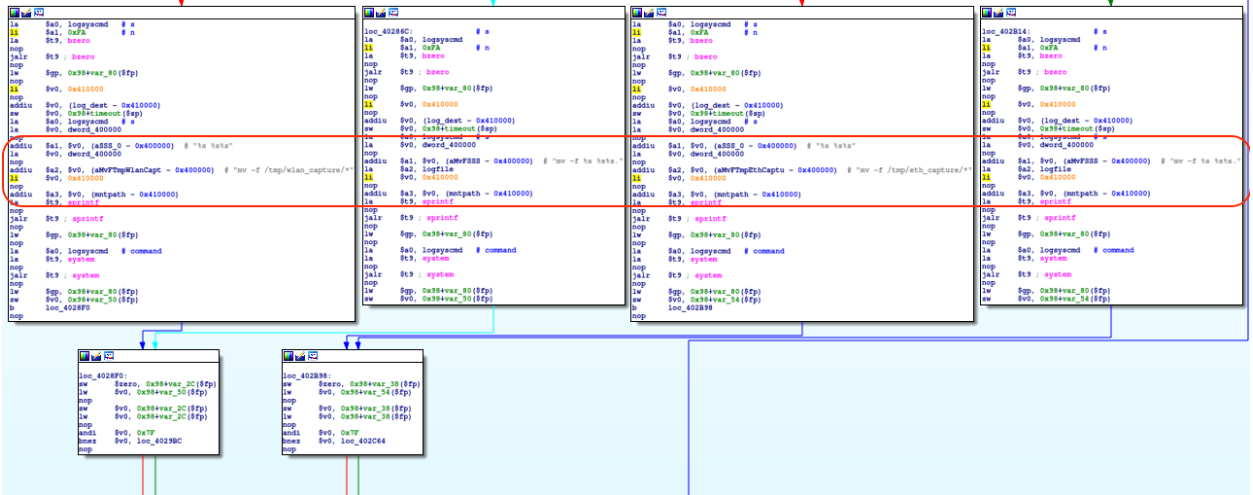 la $a0, logsyscmd # s
li $a1, 0xFA # n
la $t9, bzero
nop
jalr $t9 ; bzero
nop
lw $gp, 0x98+var_80($fp)
nop
li $v0, 0x410000
nop
addiu $v0, (log_dest - 0x410000)
sw $v0, 0x98+timeout($sp)
la $a0, logsyscmd # s
la $v0, dword_400000
nop
addiu $a1, $v0, (aSSS_0 - 0x400000) # "%s %s%s"
la $v0, dword_400000
nop
addiu $a2, $v0, (aMvFTmpWlanCapt - 0x400000) # "mv -f /tmp/wlan_capture/*"
li $v0, 0x410000
nop
addiu $a3, $v0, (mntpath - 0x410000)
la $t9, sprintf
nop
jalr $t9 ; sprintf
nop
lw $gp, 0x98+var_80($fp)
nop
la $a0, logsyscmd # command
la $t9, system
nop
jalr $t9 ; system
nop
lw $gp, 0x98+var_80($fp)
sw $v0, 0x98+var_50($fp)
b loc_4028F0
nop
loc_40286C: # s
la $a0, logsyscmd
li $a1, 0xFA # n
la $t9, bzero
nop
jalr $t9 ; bzero
nop
lw $gp, 0x98+var_80($fp)
nop
li $v0, 0x410000
nop
addiu $v0, (log_dest - 0x410000)
sw $v0, 0x98+timeout($sp)
la $a0, logsyscmd # s
la $v0, dword_400000
nop
addiu $a1, $v0, (aMvFSSS - 0x400000) # "mv -f %s %s%s."
la $a2, logfile
li $v0, 0x410000
nop
addiu $a3, $v0, (mntpath - 0x410000)
la $t9, sprintf
nop
jalr $t9 ; sprintf
nop
lw $gp, 0x98+var_80($fp)
nop
la $a0, logsyscmd # command
la $t9, system
nop
jalr $t9 ; system
nop
lw $gp, 0x98+var_80($fp)
sw $v0, 0x98+var_50($fp)
la $a0, logsyscmd # s
li $a1, 0xFA # n
la $t9, bzero
nop
jalr $t9 ; bzero
nop
lw $gp, 0x98+var_80($fp)
nop
li $v0, 0x410000
nop
addiu $v0, (log_dest - 0x410000)
sw $v0, 0x98+timeout($sp)
la $a0, logsyscmd # s
la $v0, dword_400000
nop
addiu $a1, $v0, (aSSS_0 - 0x400000) # "%s %s%s"
la $v0, dword_400000
nop
addiu $a2, $v0, (aMvFTmpEthCaptu - 0x400000) # "mv -f /tmp/eth_capture/*"
li $v0, 0x410000
nop
addiu $a3, $v0, (mntpath - 0x410000)
la $t9, sprintf
nop
jalr $t9 ; sprintf
nop
lw $gp, 0x98+var_80($fp)
nop
la $a0, logsyscmd # command
la $t9, system
nop
jalr $t9 ; system
nop
lw $gp, 0x98+var_80($fp)
sw $v0, 0x98+var_54($fp)
b loc_402B98
nop
loc_402B14: # s
la $a0, logsyscmd
li $a1, 0xFA # n
la $t9, bzero
nop
jalr $t9 ; bzero
nop
lw $gp, 0x98+var_80($fp)
nop
li $v0, 0x410000
nop
addiu $v0, (log_dest - 0x410000)
sw $v0, 0x98+timeout($sp)
la $a0, logsyscmd # s
la $v0, dword_400000
nop
addiu $a1, $v0, (aMvFSSS - 0x400000) # "mv -f %s %s%s."
la $a2, logfile
li $v0, 0x410000
nop
addiu $a3, $v0, (mntpath - 0x410000)
la $t9, sprintf
nop
jalr $t9 ; sprintf
nop
lw $gp, 0x98+var_80($fp)
nop
la $a0, logsyscmd # command
la $t9, system
nop
jalr $t9 ; system
nop
lw $gp, 0x98+var_80($fp)
sw $v0, 0x98+var_54($fp)
loc_4028F0:
sw $zero, 0x98+var_2C($fp)
lw $v0, 0x98+var_50($fp)
nop
sw $v0, 0x98+var_2C($fp)
lw $v0, 0x98+var_2C($fp)
nop
andi $v0, 0x7F
bnez $v0, loc_4029BC
nop
loc_402B98:
sw $zero, 0x98+var_38($fp)
lw $v0, 0x98+var_54($fp)
nop
sw $v0, 0x98+var_38($fp)
lw $v0, 0x98+var_38($fp)
nop
andi $v0, 0x7F
bnez $v0, loc_402C64
nop